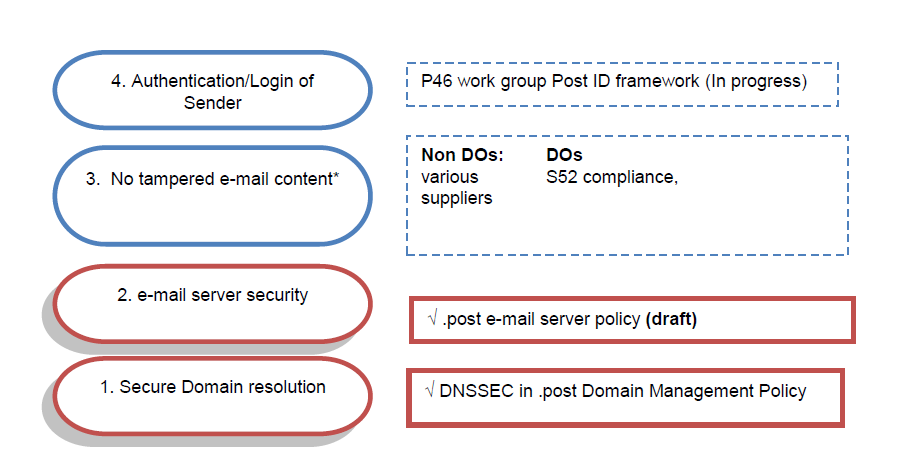 4. Authentication/Login of
Sender
P46 work group Post ID framework (In progress)
3. No tampered e-mail content*
Non DOs: DOs
various S52 compliance,
suppliers
2. e-mail server security
√ .post e-mail server policy (draft)
1. Secure Domain resolution
√ DNSSEC in .post Domain Management Policy